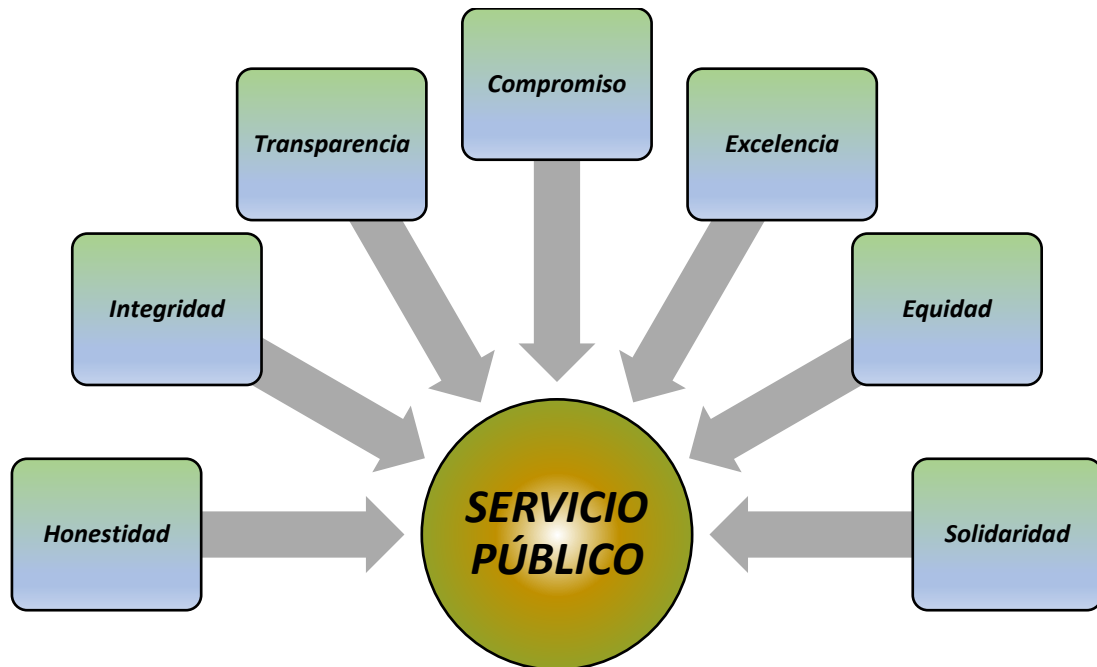 Compromiso
Transparencia
Excelencia
Integridad
Equidad
Honestidad
SERVICIO
PÚBLICO
Solidaridad